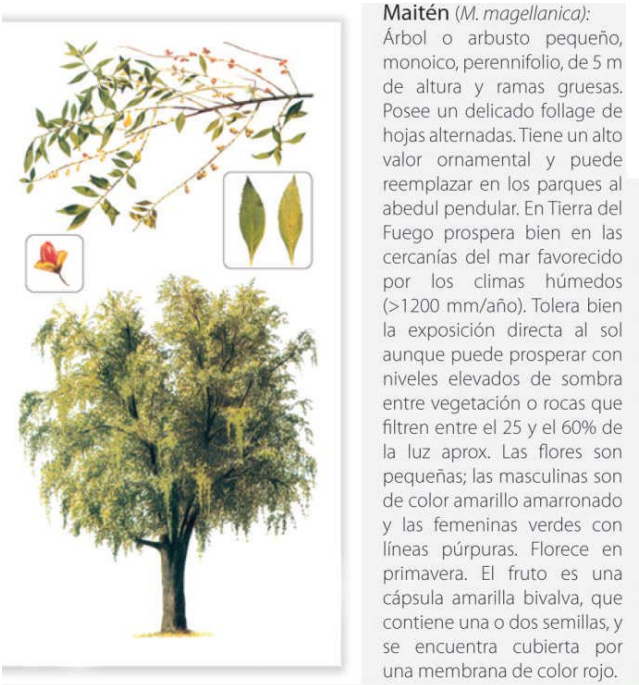 Maitén (M. magellanica):
Árbol o arbusto pequeño,
monoico, perennifolio, de 5 m
de altura y ramas gruesas.
Posee un delicado follage de
hojas alternadas. Tiene un alto
valor ornamental y puede
reemplazar en los parques al
abedul pendular. En Tierra del
Fuego prospera bien en las
cercanías del mar favorecido
por los climas húmedos
(>1200 mm/año). Tolera bien
la exposición directa al sol
aunque puede prosperar con
niveles elevados de sombra
entre vegetación o rocas que
filtren entre el 25 y el 60% de
la luz aprox. Las flores son
pequeñas; las masculinas son
de color amarillo amarronado
y las femeninas verdes con
líneas púrpuras. Florece en
primavera. El fruto es una
cápsula amarilla bivalva, que
contiene una o dos semillas, y
se encuentra cubierta por
una membrana de color rojo.